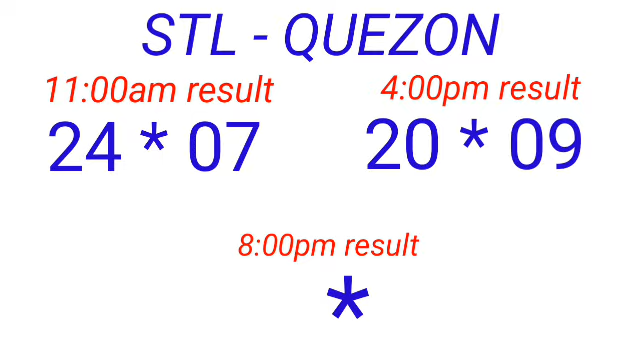 STL - QUEZON
11:00am result
24 * 07
4:00pm result
20 * 09
8:00pm result
*